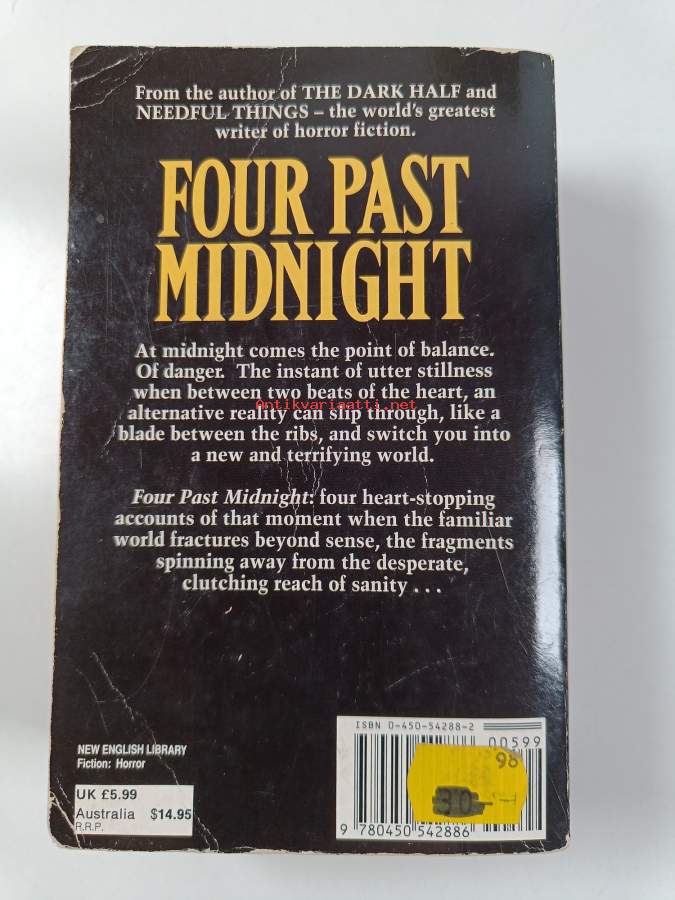 From the author of THE DARK HALF and
NEEDFUL THINGS – the world's greatest
writer of horror fiction.
FOUR PAST
MIDNIGHT
At midnight comes the point of balance.
Of danger. The instant of utter stillness
when between two beats of the heart, an
alternative reality can slip through, like a
blade between the ribs, and switch you into
a new and terrifying world.
Antikvariaatti.net
Four Past Midnight: four heart-stopping
accounts of that moment when the familiar
world fractures beyond sense, the fragments
spinning away from the desperate,
clutching reach of sanity . . .
NEW ENGLISH LIBRARY
Fiction: Horror
UK £5.99
Australia $14.95
R.R.P.
ISBN 0-450-54288-2
00599
98
30,-
9 780450 542886